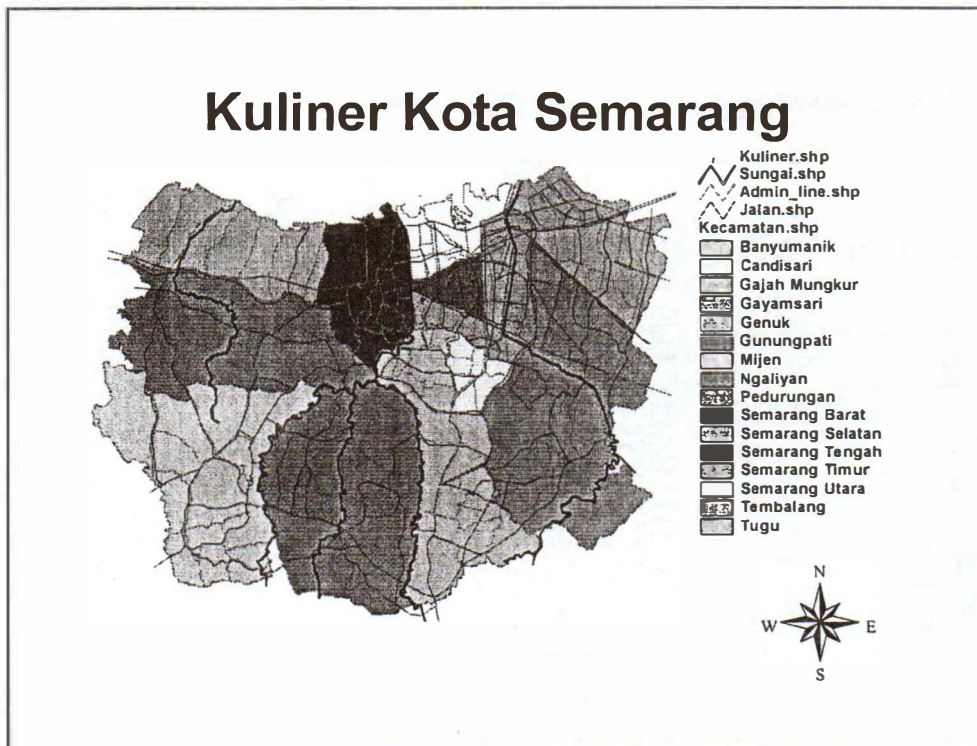 Kuliner Kota Semarang
Kuliner.shp
Sungai.shp
Admin_line.shp
Jalan.shp
Kecamatan.shp
Banyumanik
Candisari
Gajah Mungkur
Gayamsari
Genuk
Gunungpati
Mijen
Ngaliyan
Pedurungan
Semarang Barat
Semarang Selatan
Semarang Tengah
Semarang Timur
Semarang Utara
Tembalang
Tugu
N
W E
S